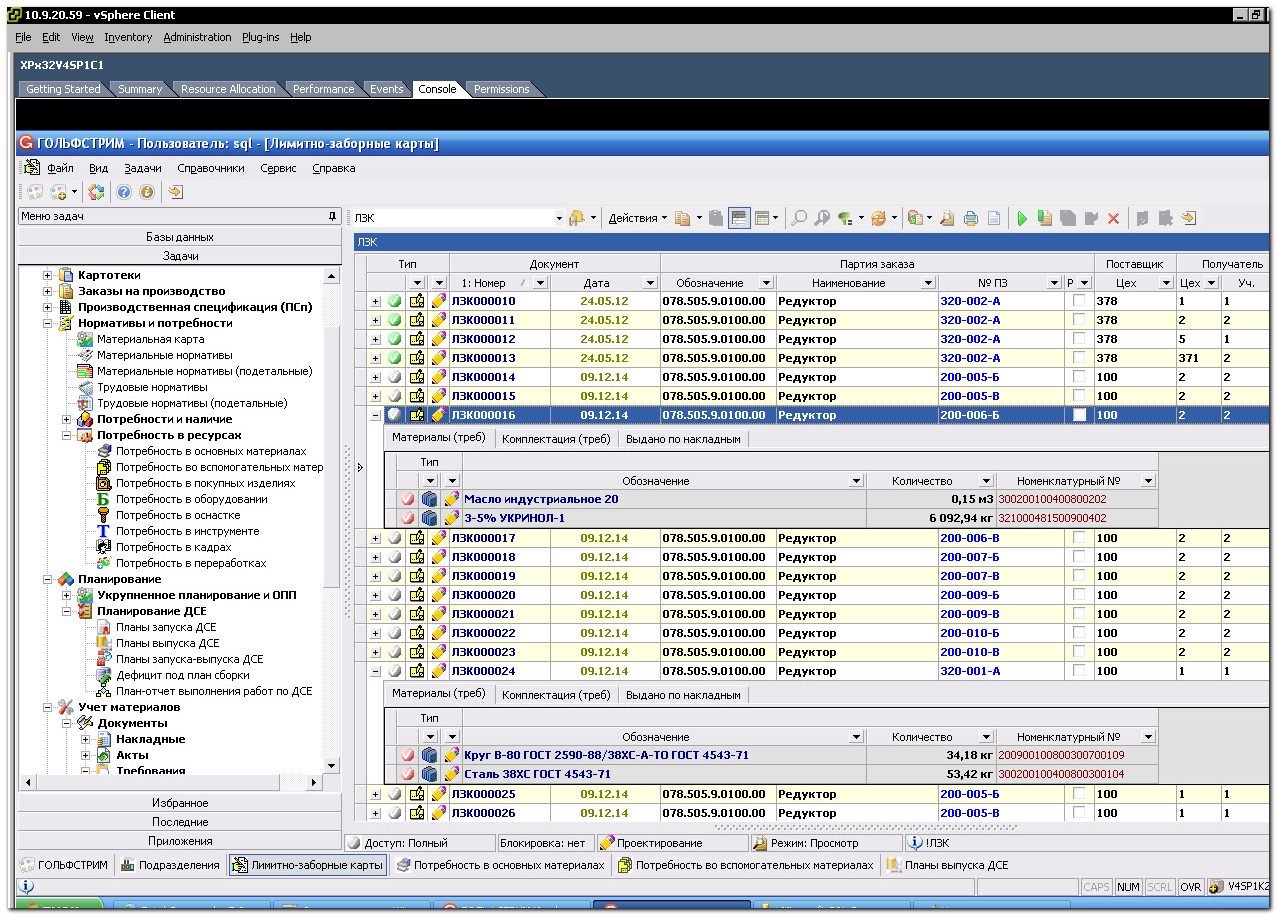 10.9.20.59 - vSphere Client
File Edit View Inventory Administration Plug-ins Help
XPx32V4SP1C1
Getting Started Summary Resource Allocation Performance Events Console Permissions
ГОЛЬФСТРИМ - Пользователь: sql - [Лимитно-заборные карты]
Файл Вид Задачи Справочники Сервис Справка
Меню задач
Базы данных
Задачи
Картотеки
Заказы на производство
Производственная спецификация (ПСп)
Нормативы и потребности
Материальная карта
Материальные нормативы
Материальные нормативы (подетальные)
Трудовые нормативы
Трудовые нормативы (подетальные)
Потребности и наличие
Потребность в ресурсах
Потребность в основных материалах
Потребность во вспомогательных матер
Потребность в покупных изделиях
Потребность в оборудовании
Потребность в оснастке
Потребность в инструменте
Потребность в кадрах
Потребность в переработках
Планирование
Укрупненное планирование и ОПП
Планирование ДСЕ
Планы запуска ДСЕ
Планы выпуска ДСЕ
Планы запуска-выпуска ДСЕ
Дефицит под план сборки
План-отчет выполнения работ по ДСЕ
Учет материалов
Документы
Накладные
Акты
Требования
Избранное
Последние
Приложения
ЛЗК Действия
ЛЗК
Тип Документ Партия заказа Поставщик Получатель
1: Номер Дата Обозначение Наименование № ПЗ Р Цех Цех Уч.
ЛЗК000010 24.05.12 078.505.9.0100.00 Редуктор 320-002-А 378 1 1
ЛЗК000011 24.05.12 078.505.9.0100.00 Редуктор 320-002-А 378 2 2
ЛЗК000012 24.05.12 078.505.9.0100.00 Редуктор 320-002-А 378 5 1
ЛЗК000013 24.05.12 078.505.9.0100.00 Редуктор 320-002-А 378 371 2
ЛЗК000014 09.12.14 078.505.9.0100.00 Редуктор 200-005-Б 100 2 2
ЛЗК000015 09.12.14 078.505.9.0100.00 Редуктор 200-005-В 100 2 2
ЛЗК000016 09.12.14 078.505.9.0100.00 Редуктор 200-006-Б 100 2 2
Материалы (треб) Комплектация (треб) Выдано по накладным
Тип
Обозначение Количество Номенклатурный №
Масло индустриальное 20 0,15 м3 300200100400800202
3-5% УКРИНОЛ-1 6 092,94 кг 321000481500900402
ЛЗК000017 09.12.14 078.505.9.0100.00 Редуктор 200-006-В 100 2 2
ЛЗК000018 09.12.14 078.505.9.0100.00 Редуктор 200-007-Б 100 2 2
ЛЗК000019 09.12.14 078.505.9.0100.00 Редуктор 200-007-В 100 2 2
ЛЗК000020 09.12.14 078.505.9.0100.00 Редуктор 200-009-Б 100 2 2
ЛЗК000021 09.12.14 078.505.9.0100.00 Редуктор 200-009-В 100 2 2
ЛЗК000022 09.12.14 078.505.9.0100.00 Редуктор 200-010-Б 100 2 2
ЛЗК000023 09.12.14 078.505.9.0100.00 Редуктор 200-010-В 100 2 2
ЛЗК000024 09.12.14 078.505.9.0100.00 Редуктор 320-001-А 100 1 1
Материалы (треб) Комплектация (треб) Выдано по накладным
Тип
Обозначение Количество Номенклатурный №
Круг В-80 ГОСТ 2590-88/38ХС-А-ТО ГОСТ 4543-71 34,18 кг 200900100800300700109
Сталь 38ХС ГОСТ 4543-71 53,42 кг 300200100400800300104
ЛЗК000025 09.12.14 078.505.9.0100.00 Редуктор 200-005-Б 100 1 1
ЛЗК000026 09.12.14 078.505.9.0100.00 Редуктор 200-005-В 100 1 1
Доступ: Полный Блокировка: нет Проектирование Режим: Просмотр !ЛЗК
ГОЛЬФСТРИМ Подразделения Лимитно-заборные карты Потребность в основных материалах Потребность во вспомогательных материалах Планы выпуска ДСЕ
CAPS NUM SCRL OVR V4SP1K2